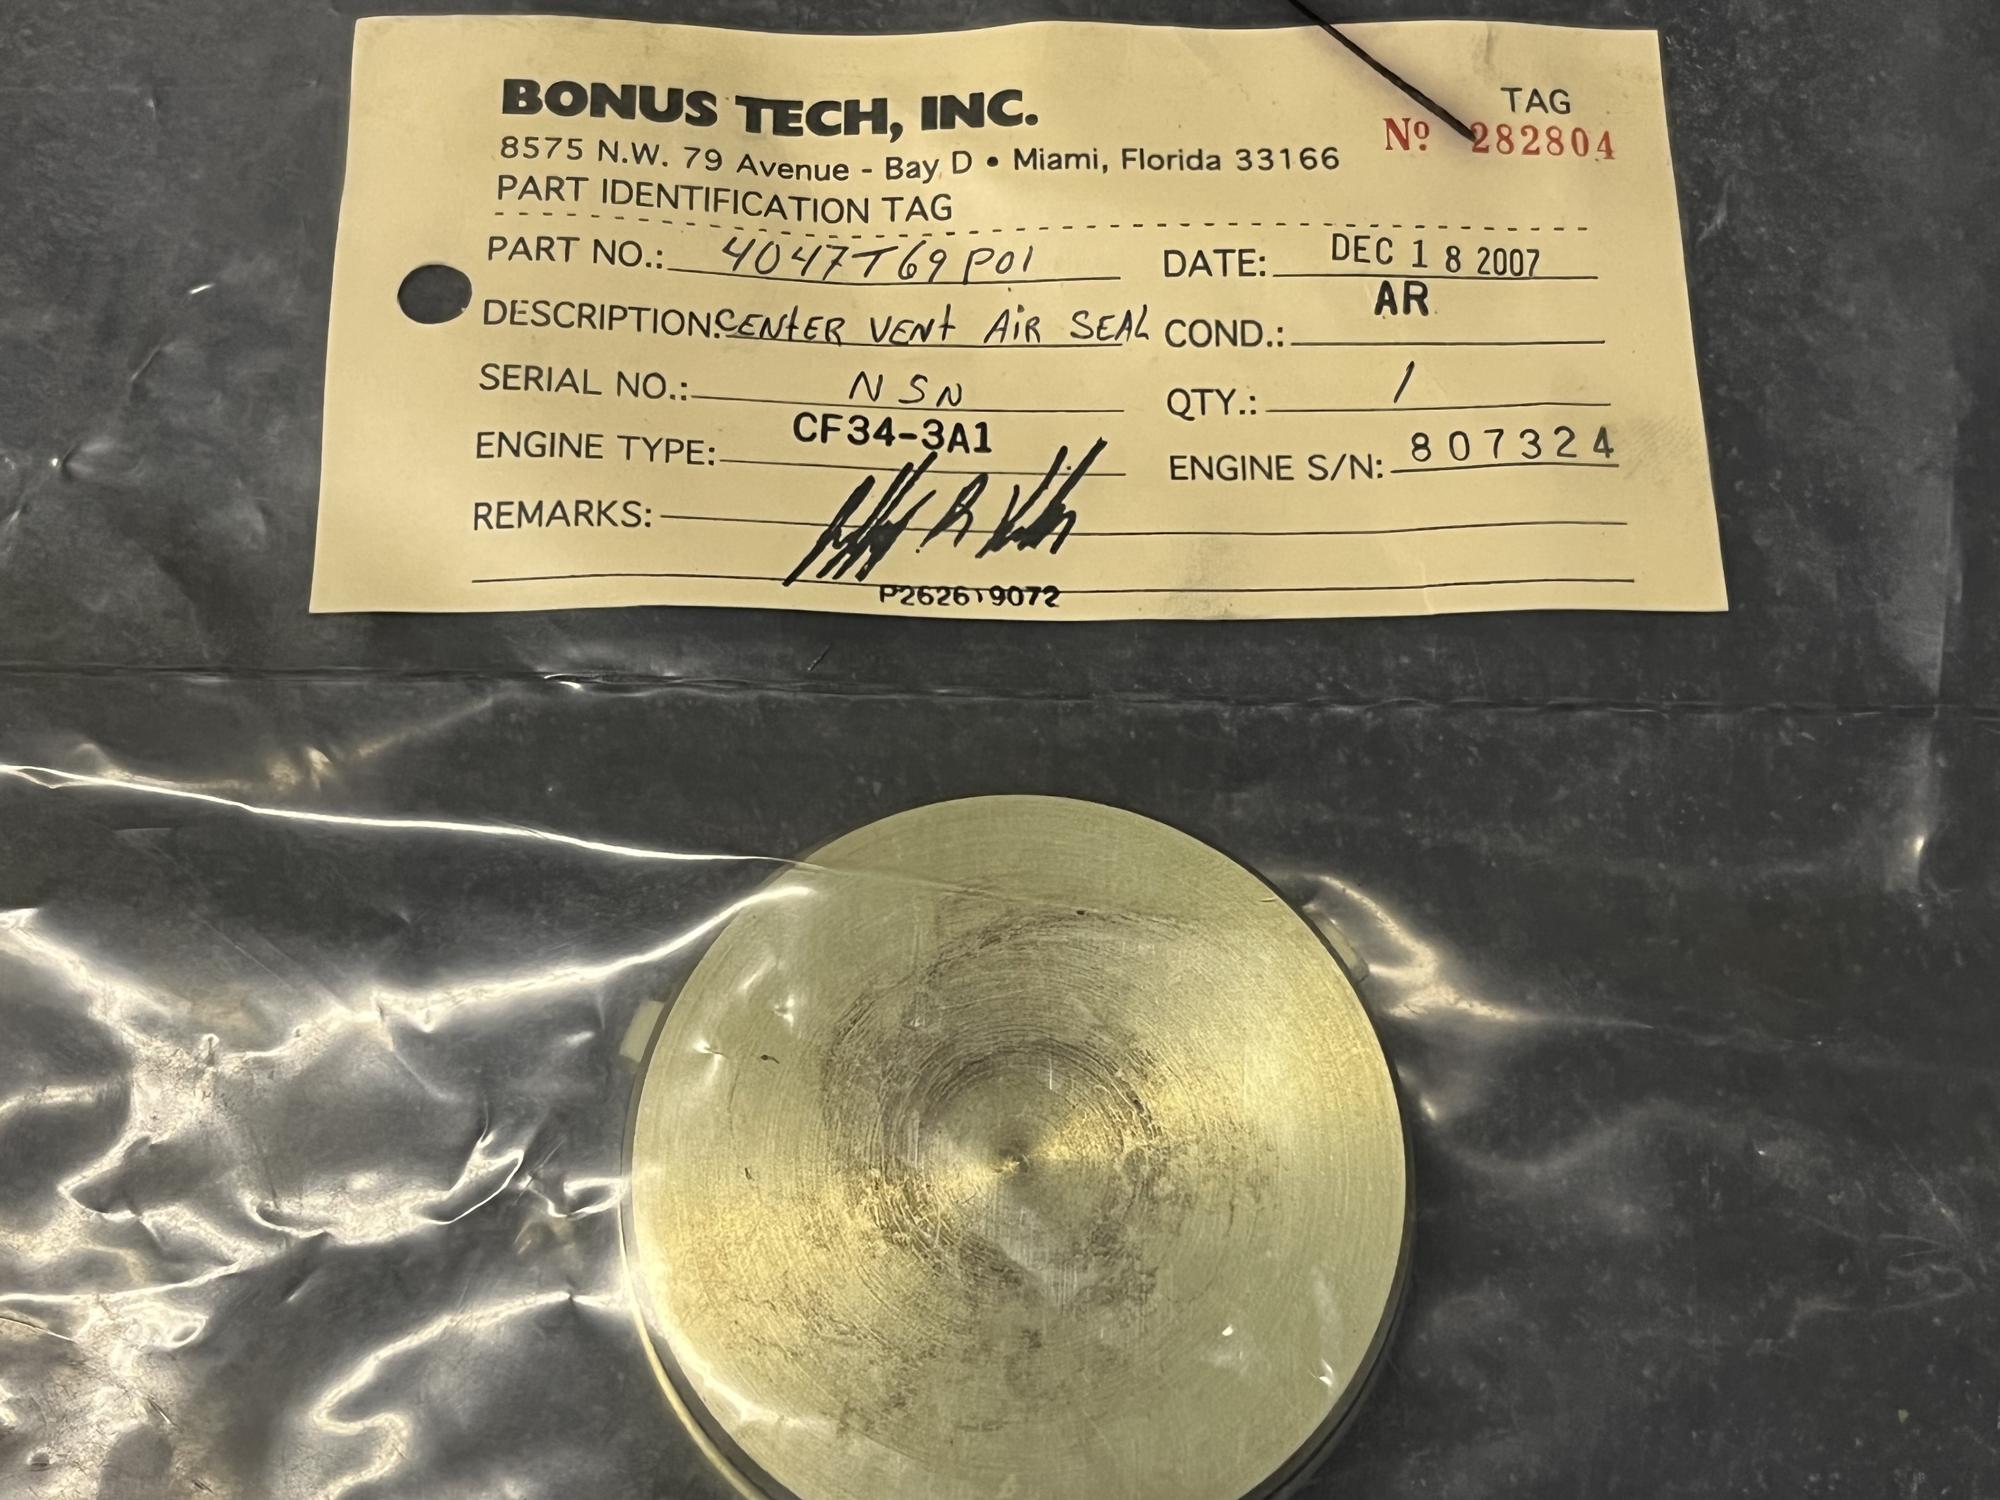 BONUS TECH, INC.
8575 N.W. 79 Avenue - Bay D • Miami, Florida 33166
TAG
Nº 282804
PART IDENTIFICATION TAG
PART NO.: 4047T69P01
DATE: DEC 18 2007
DESCRIPTION: CENTER VENT AIR SEAL
COND.: AR
SERIAL NO.: NSN
QTY.: 1
ENGINE TYPE: CF34-3A1
ENGINE S/N: 807324
REMARKS:
P262619072